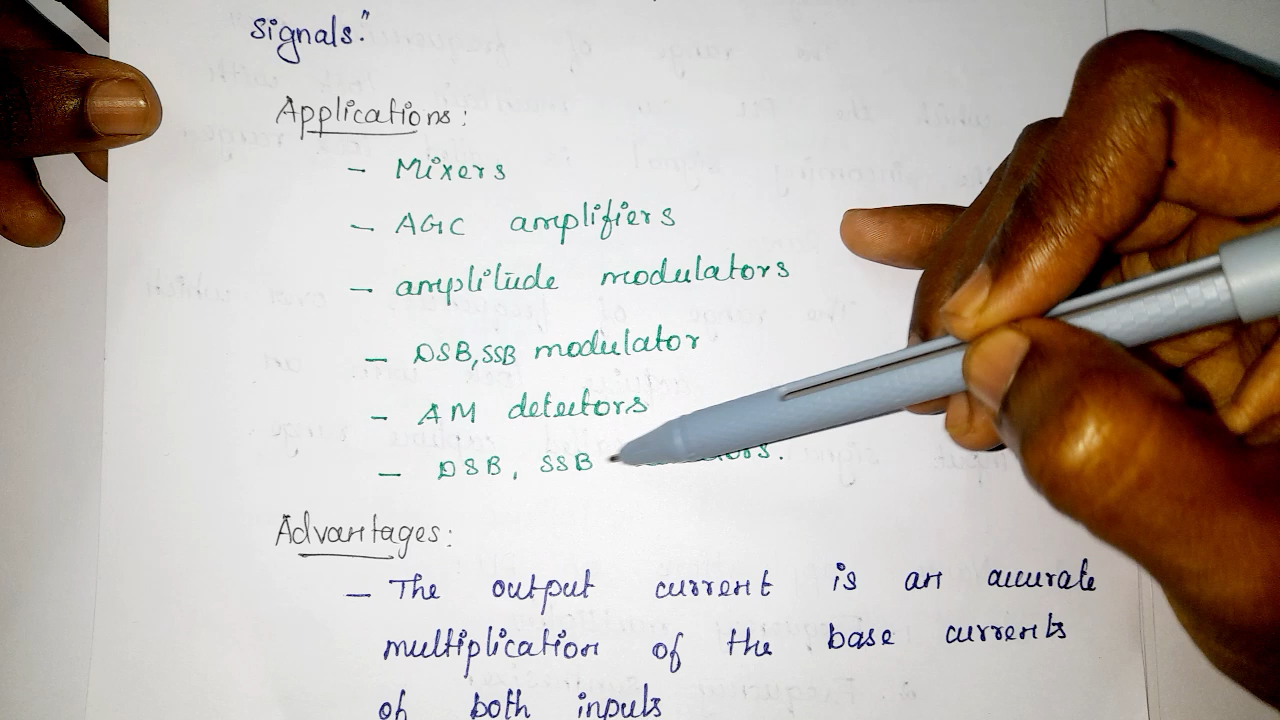 signals."
Applications:
- Mixers
- AGC amplifiers
- amplitude modulators
- DSB, SSB modulator
- AM detectors
- DSB, SSB
Advantages:
- The output current is an accurate
multiplication of the base currents
of both inputs